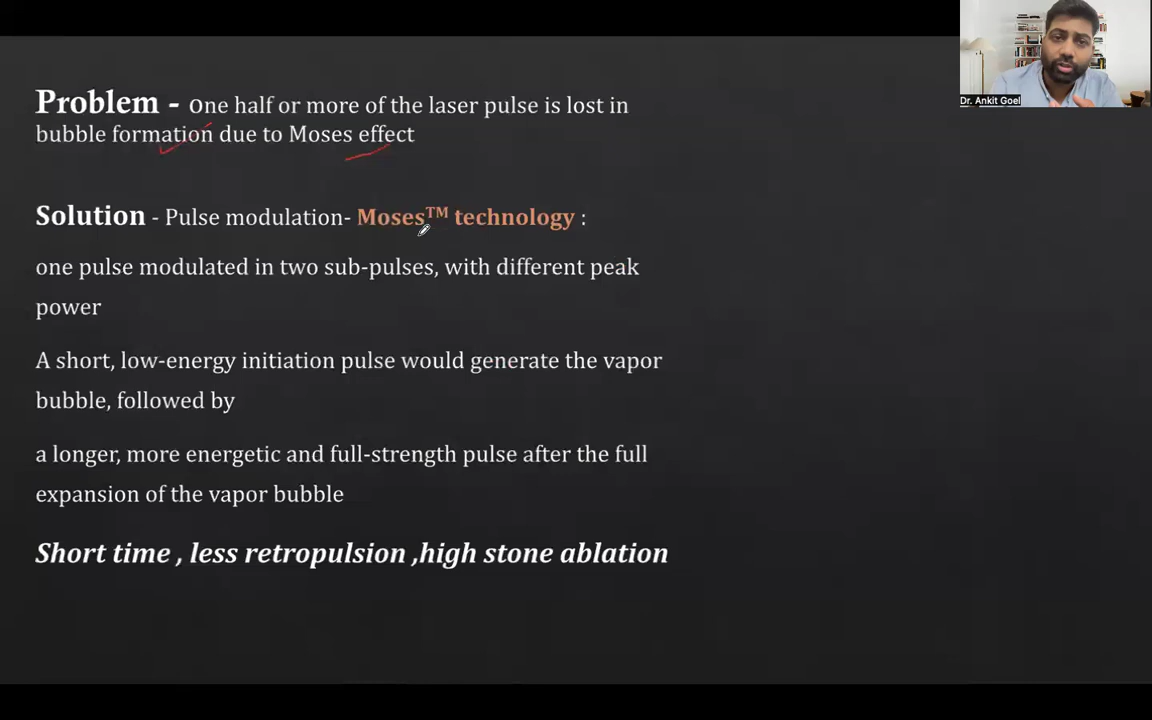 Problem - one half or more of the laser pulse is lost in
bubble formation due to Moses effect
Solution - Pulse modulation- Moses™ technology :
one pulse modulated in two sub-pulses, with different peak
power
A short, low-energy initiation pulse would generate the vapor
bubble, followed by
a longer, more energetic and full-strength pulse after the full
expansion of the vapor bubble
Short time , less retropulsion ,high stone ablation
Dr. Ankit Goel